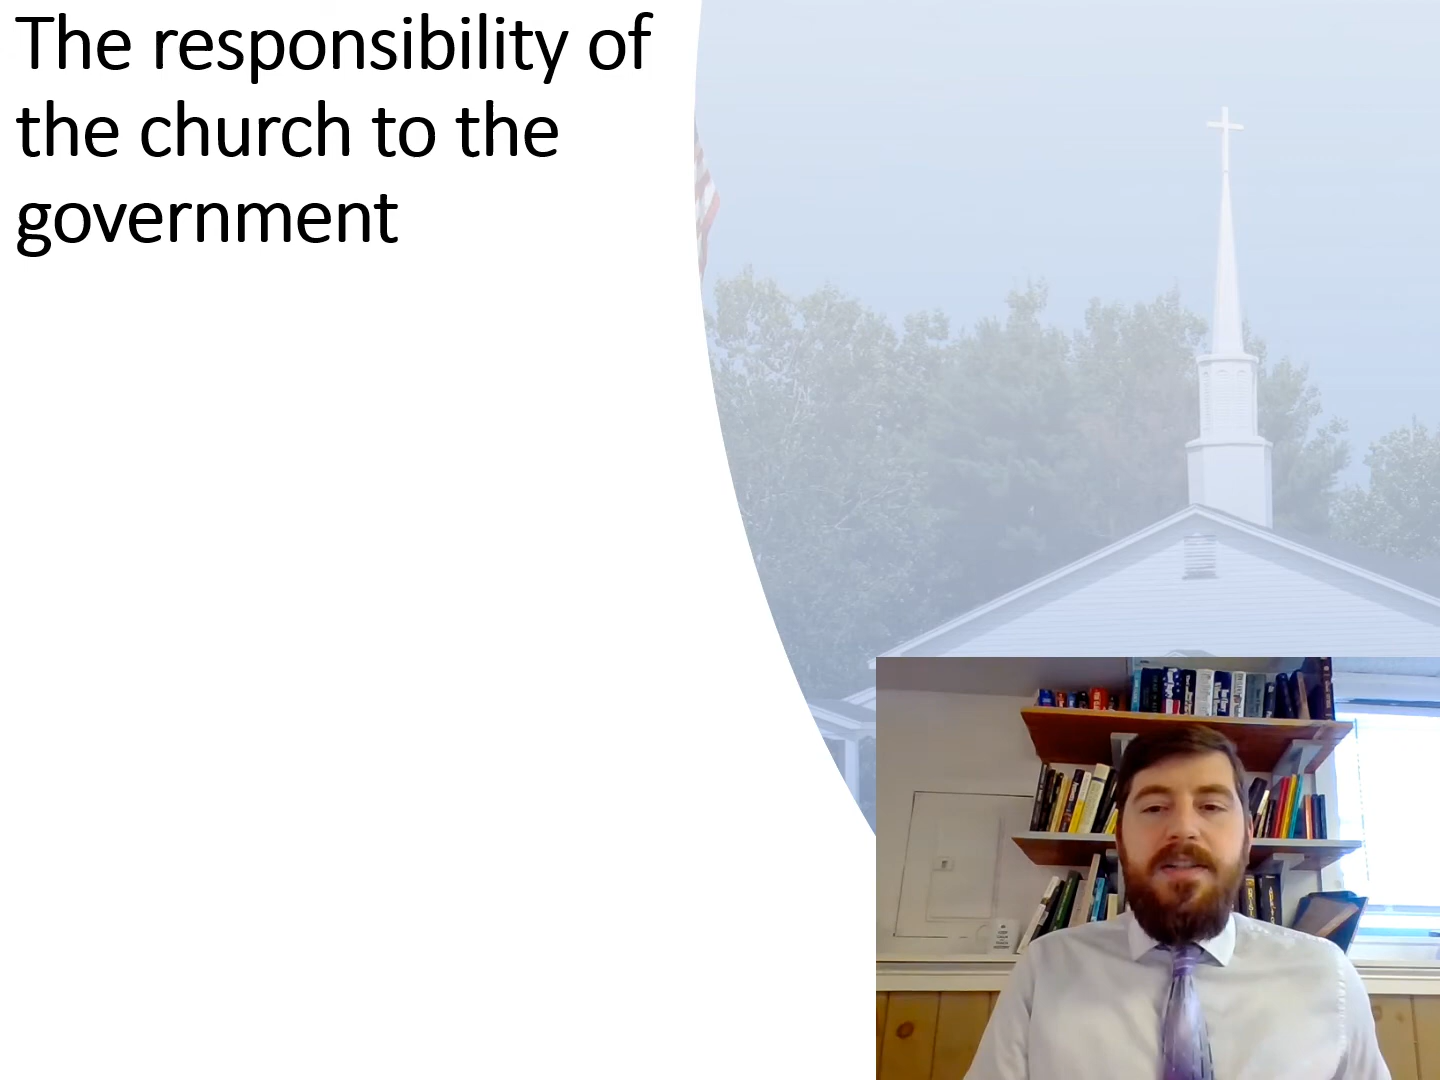 The responsibility of
the church to the
government